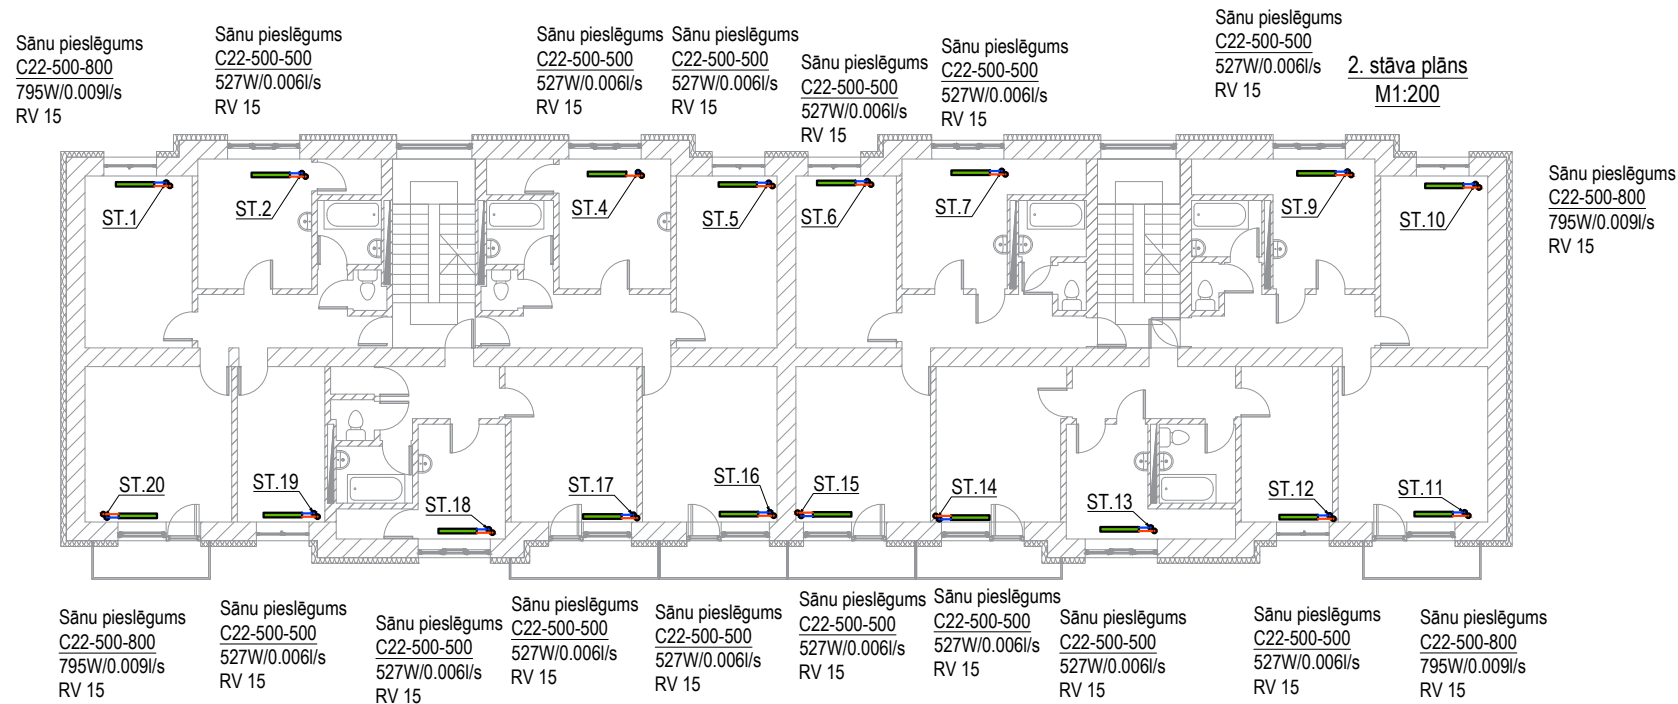 Sānu pieslēgums
C22-500-800
795W/0.009l/s
RV 15
Sānu pieslēgums
C22-500-500
527W/0.006l/s
RV 15
Sānu pieslēgums
C22-500-500
527W/0.006l/s
RV 15
Sānu pieslēgums
C22-500-500
527W/0.006l/s
RV 15
Sānu pieslēgums
C22-500-500
527W/0.006l/s
RV 15
Sānu pieslēgums
C22-500-500
527W/0.006l/s
RV 15
Sānu pieslēgums
C22-500-500
527W/0.006l/s
RV 15
2. stāva plāns
M1:200
Sānu pieslēgums
C22-500-800
795W/0.009l/s
RV 15
ST.1
ST.2
ST.4
ST.5
ST.6
ST.7
ST.9
ST.10
ST.20
ST.19
ST.18
ST.17
ST.16
ST.15
ST.14
ST.13
ST.12
ST.11
Sānu pieslēgums
C22-500-800
795W/0.009l/s
RV 15
Sānu pieslēgums
C22-500-500
527W/0.006l/s
RV 15
Sānu pieslēgums
C22-500-500
527W/0.006l/s
RV 15
Sānu pieslēgums
C22-500-500
527W/0.006l/s
RV 15
Sānu pieslēgums
C22-500-500
527W/0.006l/s
RV 15
Sānu pieslēgums
C22-500-500
527W/0.006l/s
RV 15
Sānu pieslēgums
C22-500-500
527W/0.006l/s
RV 15
Sānu pieslēgums
C22-500-500
527W/0.006l/s
RV 15
Sānu pieslēgums
C22-500-500
527W/0.006l/s
RV 15
Sānu pieslēgums
C22-500-800
795W/0.009l/s
RV 15